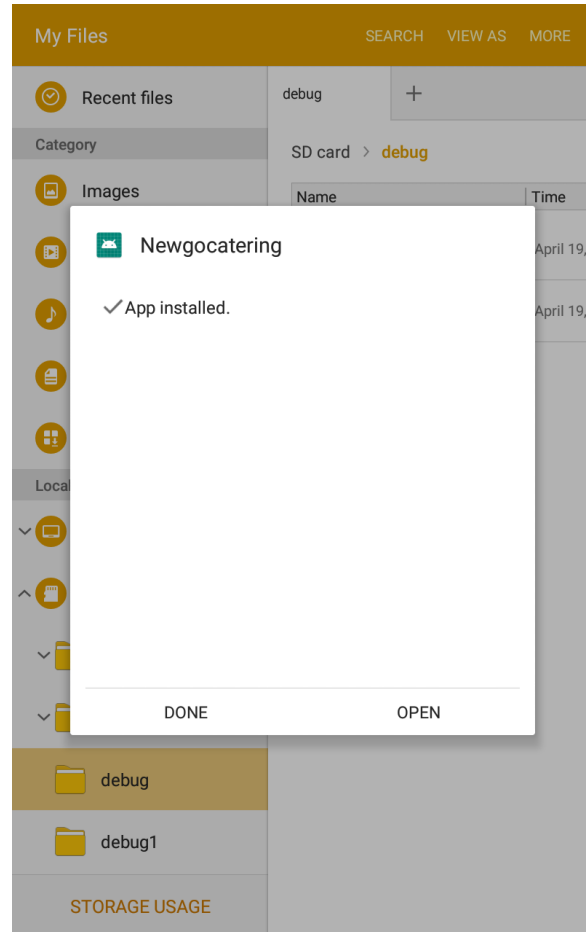 My Files
SEARCH VIEW AS MORE
Recent files
debug +
Category
SD card > debug
Images
Name Time
Newgocatering
April 19,
App installed.
April 19,
Local
DONE OPEN
debug
debug1
STORAGE USAGE